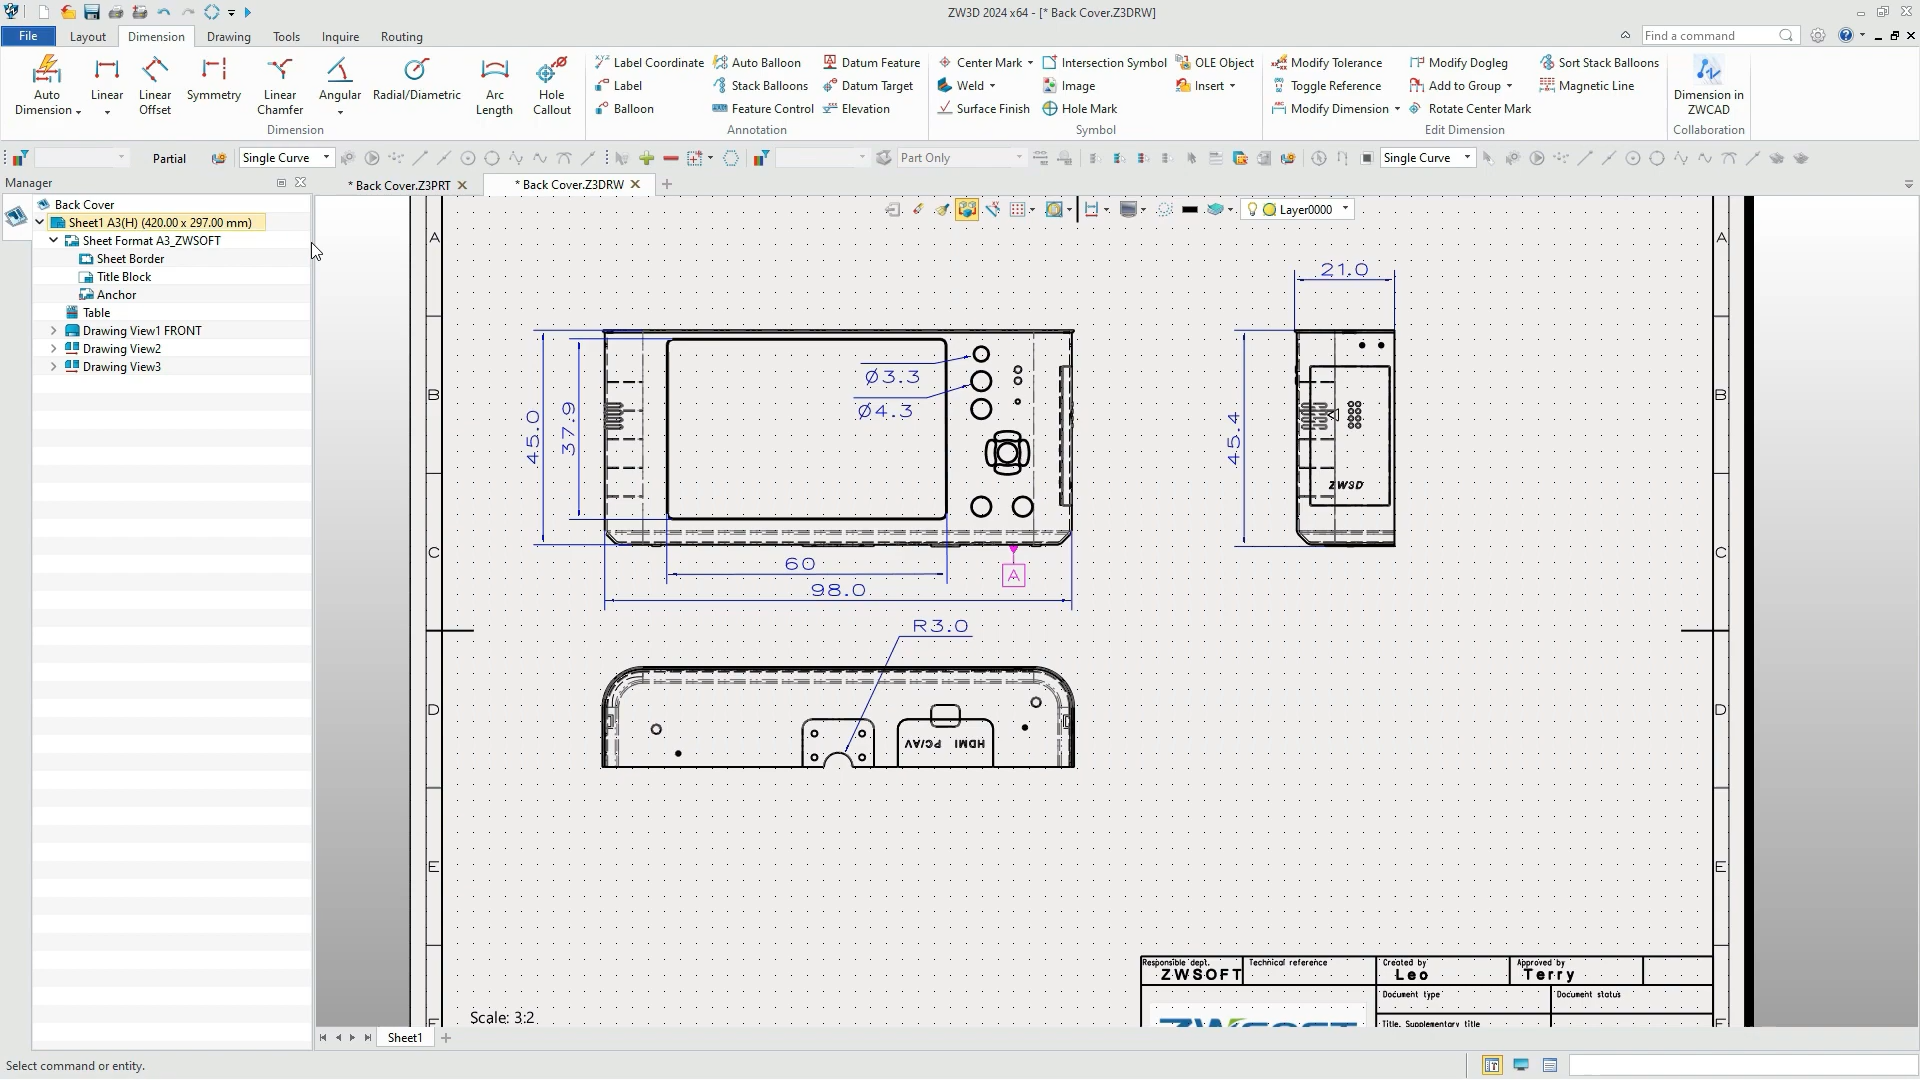 ZW3D 2024 x64 - [* Back Cover.Z3DRW]
File Layout Dimension Drawing Tools Inquire Routing
Find a command
Auto Dimension
Linear
Linear Offset
Symmetry
Linear Chamfer
Angular
Radial/Diametric
Arc Length
Hole Callout
Dimension
Label Coordinate Auto Balloon Datum Feature
Label Stack Balloons Datum Target
Balloon Feature Control Elevation
Annotation
Center Mark Intersection Symbol OLE Object
Weld Image Insert
Surface Finish Hole Mark
Symbol
Modify Tolerance Modify Dogleg Sort Stack Balloons
Toggle Reference Add to Group Magnetic Line
Modify Dimension Rotate Center Mark
Edit Dimension
Dimension in ZWCAD
Collaboration
Partial Single Curve Part Only Single Curve
Manager
* Back Cover.Z3PRT * Back Cover.Z3DRW
Back Cover
Sheet1 A3(H) (420.00 x 297.00 mm)
Sheet Format A3_ZWSOFT
Sheet Border
Title Block
Anchor
Table
Drawing View1 FRONT
Drawing View2
Drawing View3
Layer0000
A A
21.0
Ø3.3
Ø4.3
B B
45.0
37.9
45.4
ZW3D
C C
60
A
98.0
R3.0
D D
PC/AV HDMI
E E
Responsible dept.
ZWSOFT
Technical reference
Created by
Leo
Approved by
Terry
Document type
Document status
Title, Supplementary title
ZWSOFT
Scale: 3:2
F F
Sheet1
Select command or entity.